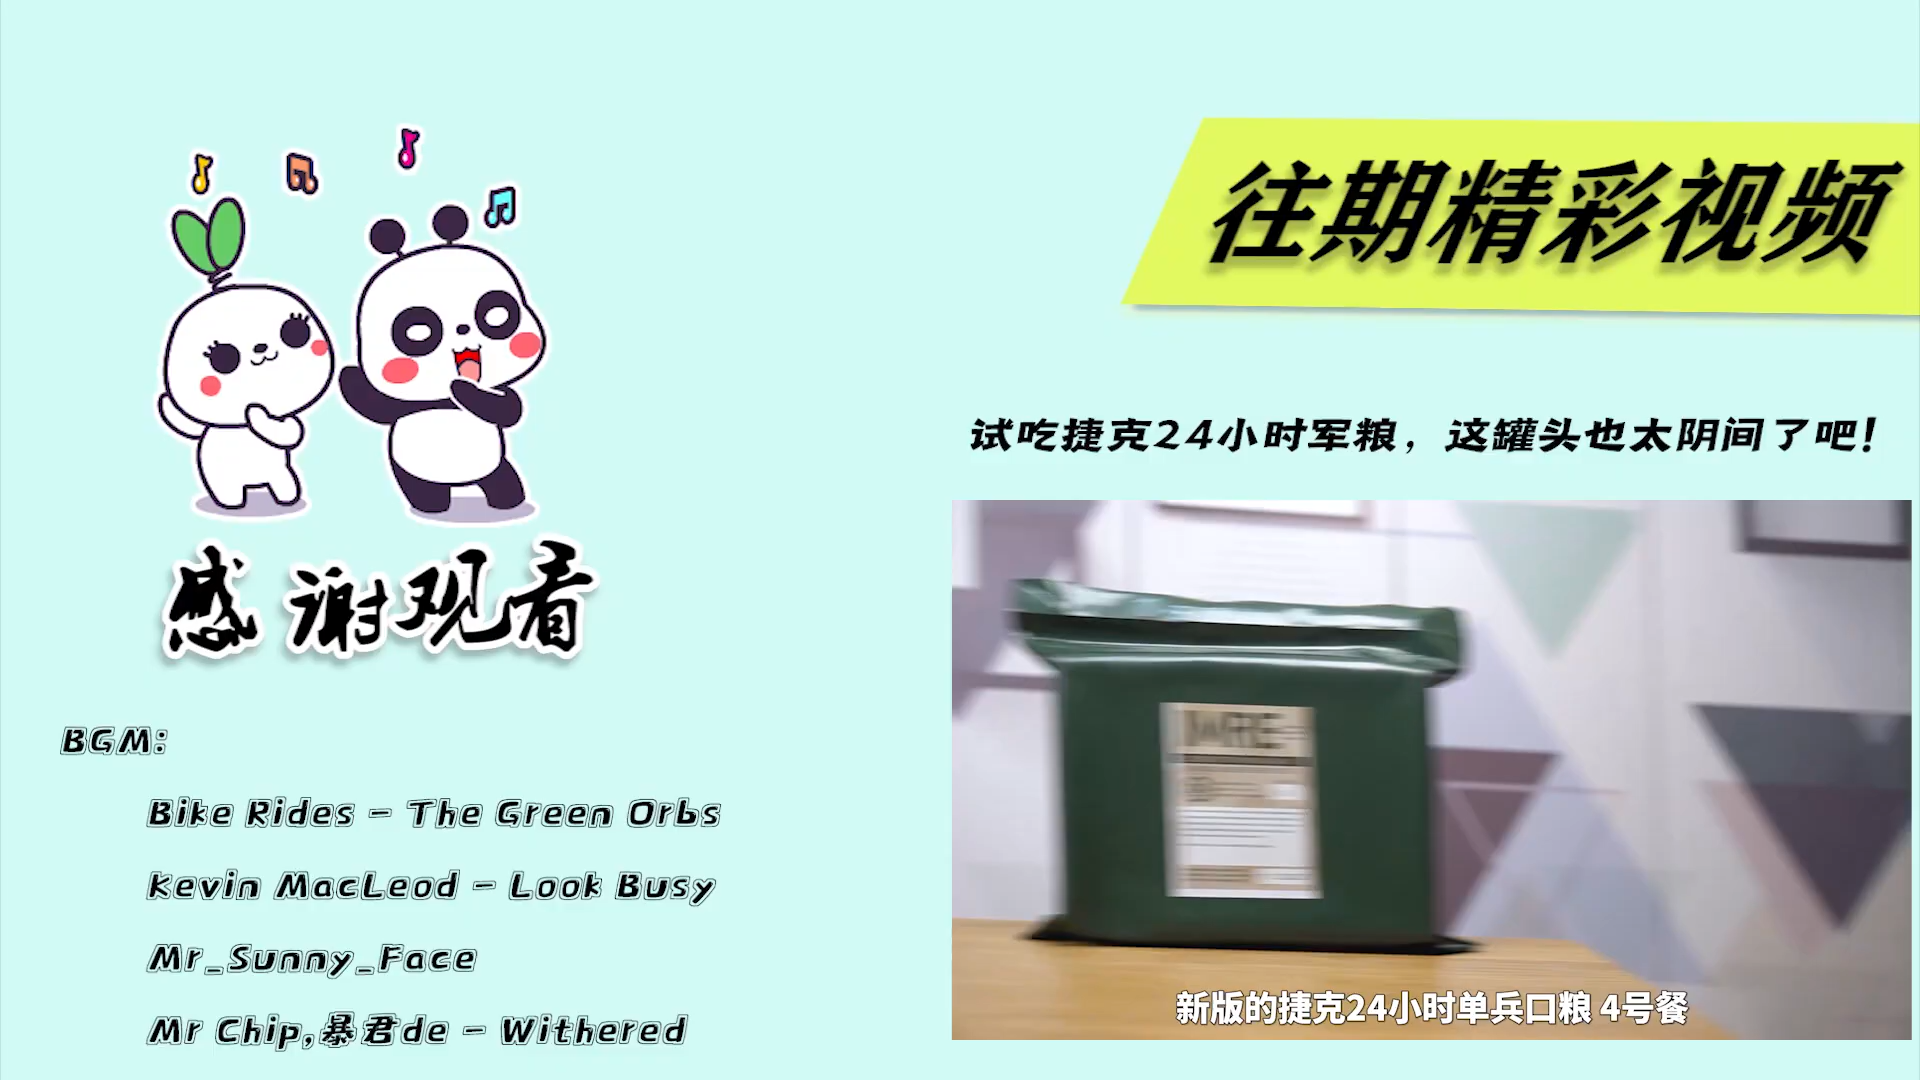 往期精彩视频
试吃捷克24小时军粮，这罐头也太阴间了吧！
感谢观看
BGM:
Bike Rides - The Green Orbs
Kevin MacLeod - Look Busy
Mr_Sunny_Face
Mr Chip,暴君de - Withered
MRE
新版的捷克24小时单兵口粮 4号餐